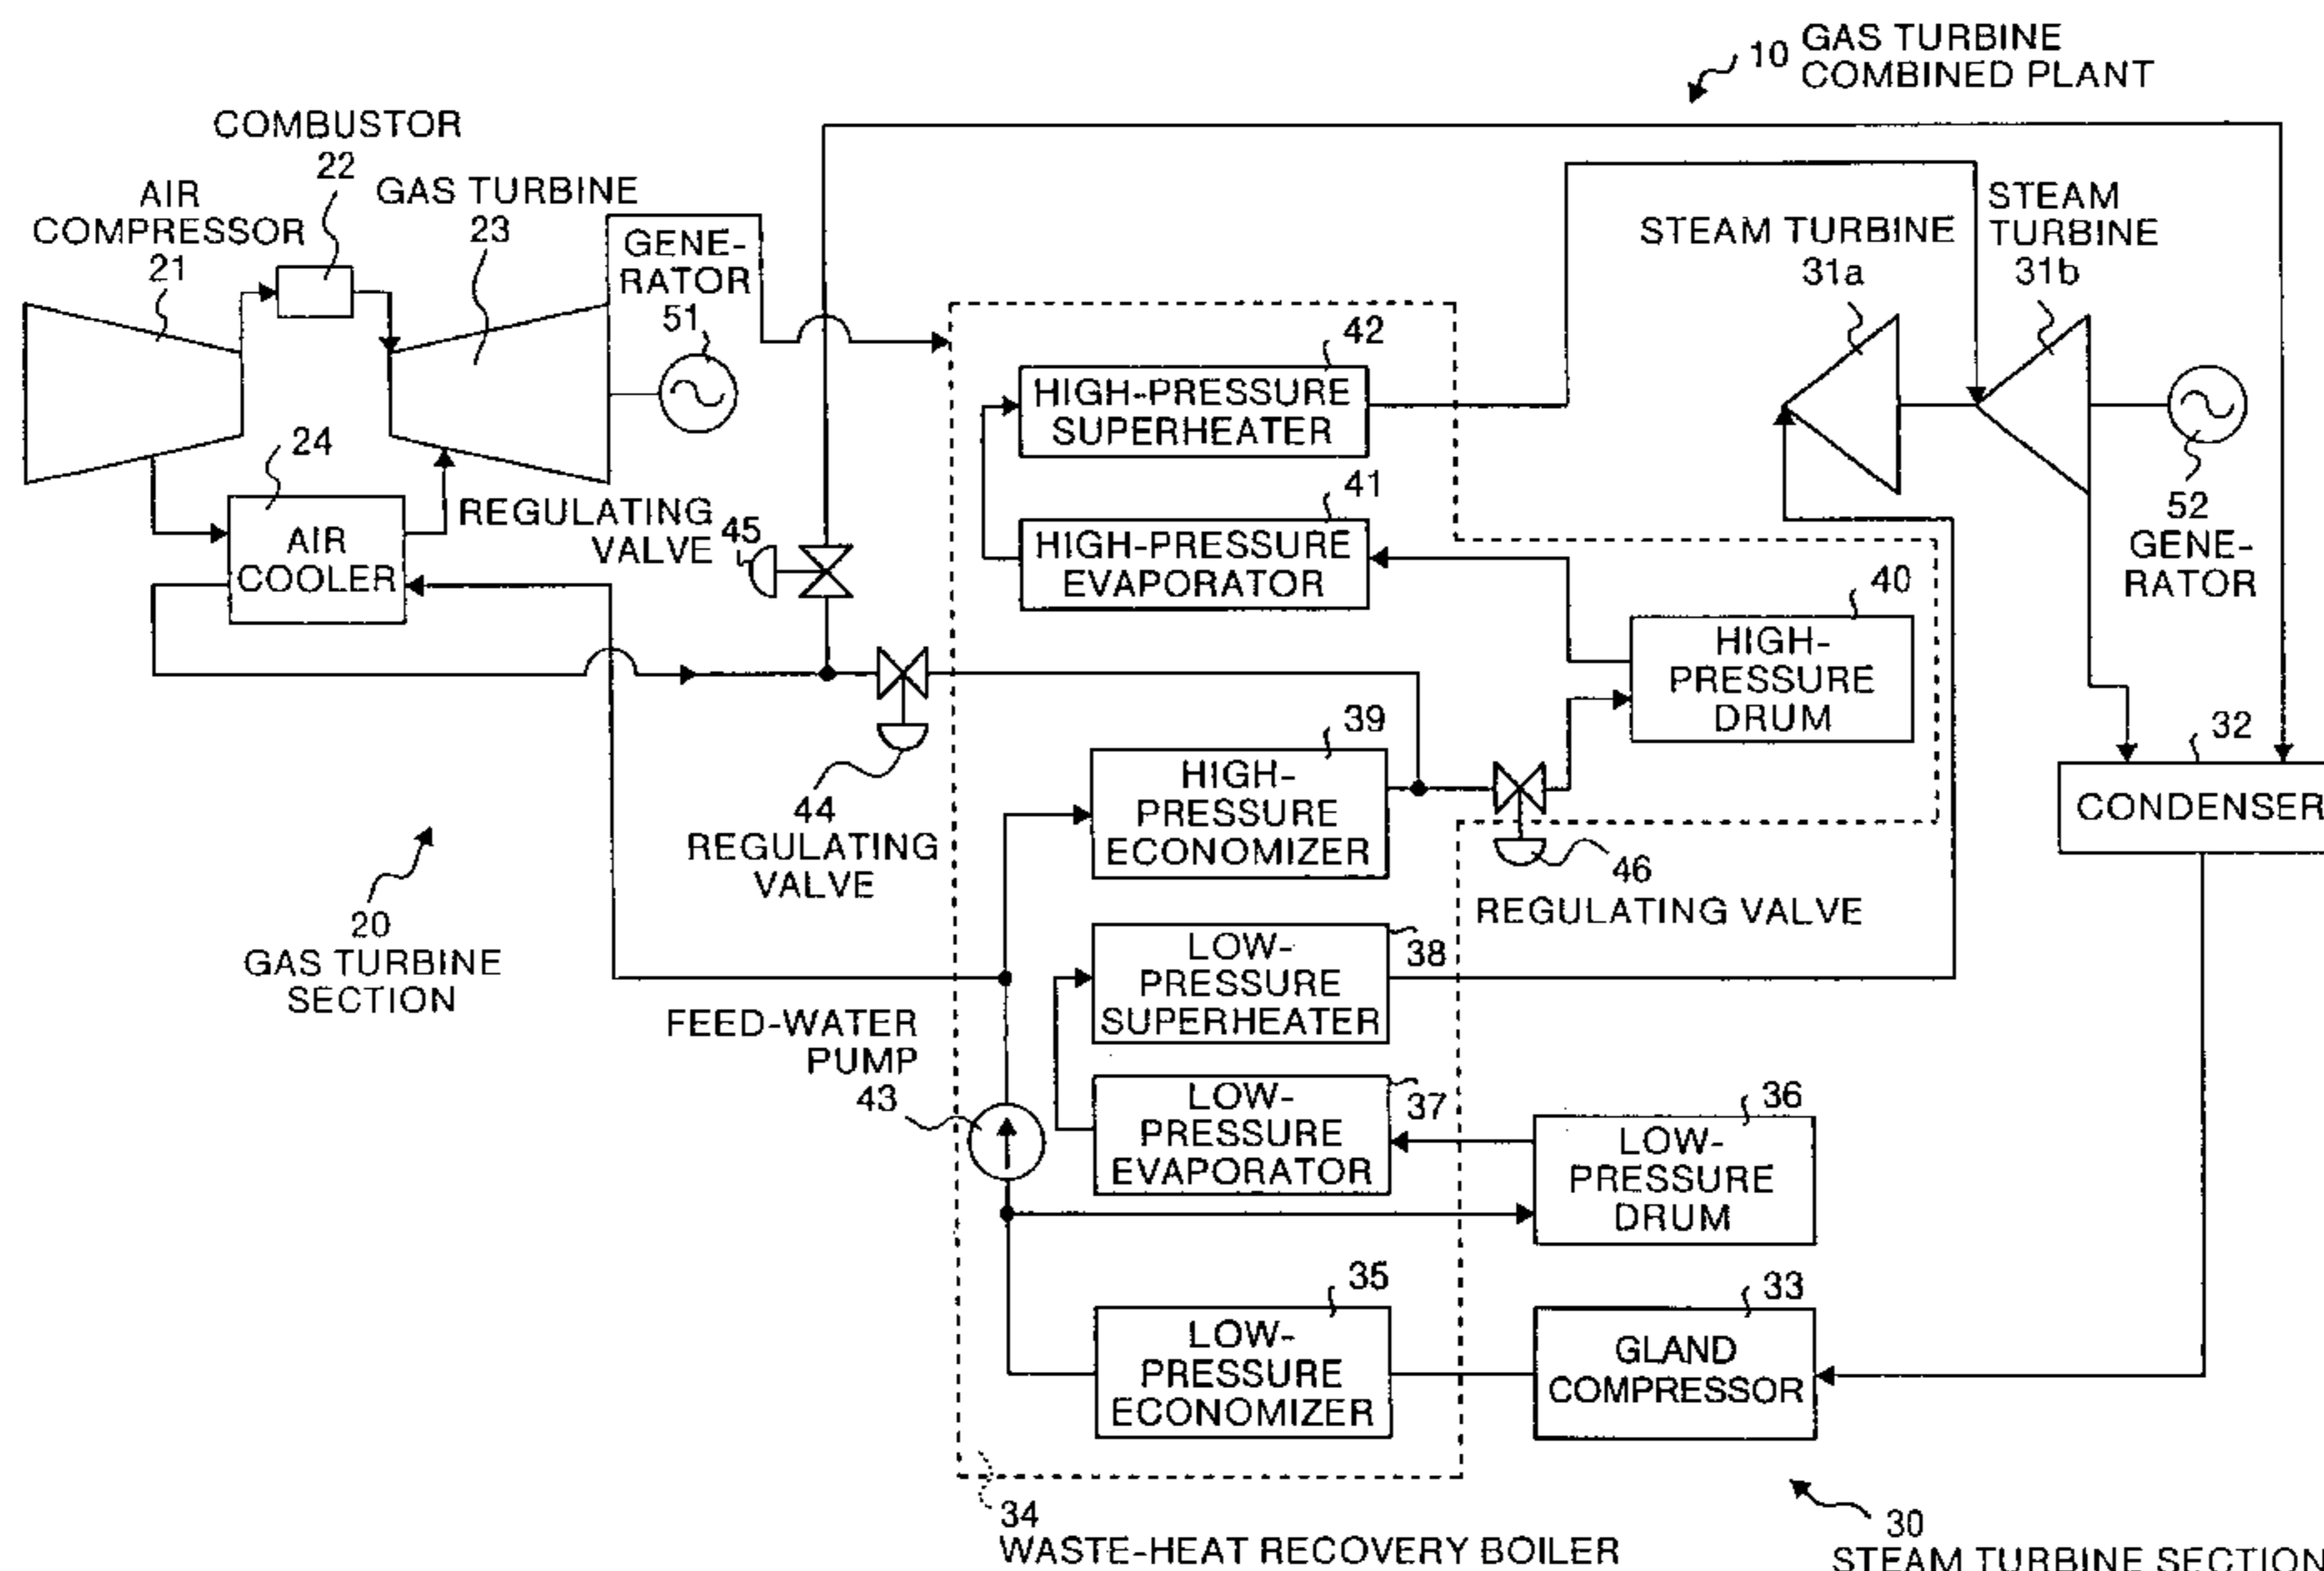 10 GAS TURBINE
COMBINED PLANT
COMBUSTOR
22
AIR
COMPRESSOR
21
GAS TURBINE
23
GENE-
RATOR
51
STEAM TURBINE
31a
STEAM
TURBINE
31b
42
HIGH-PRESSURE
SUPERHEATER
24
AIR
COOLER
REGULATING
VALVE
45
41
HIGH-PRESSURE
EVAPORATOR
52
GENE-
RATOR
40
HIGH-
PRESSURE
DRUM
39
HIGH-
PRESSURE
ECONOMIZER
32
CONDENSER
44
REGULATING
VALVE
46
REGULATING VALVE
20
GAS TURBINE
SECTION
38
LOW-
PRESSURE
SUPERHEATER
FEED-WATER
PUMP
43
37
LOW-
PRESSURE
EVAPORATOR
36
LOW-
PRESSURE
DRUM
35
LOW-
PRESSURE
ECONOMIZER
33
GLAND
COMPRESSOR
34
WASTE-HEAT RECOVERY BOILER
30
STEAM TURBINE SECTION